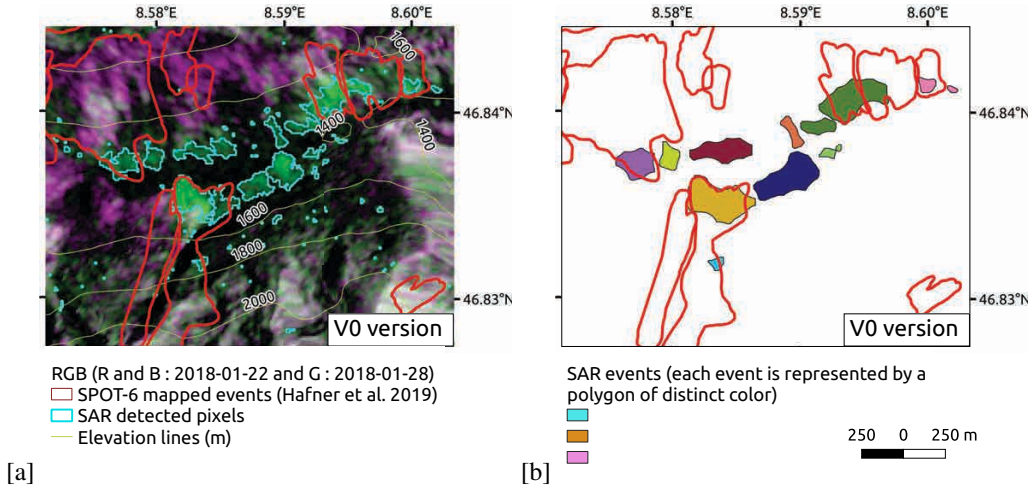 8.58°E 8.59°E 8.60°E
8.58°E 8.59°E 8.60°E
1600
1400
1400
46.84°N
46.84°N
1600
1800
2000
46.83°N
46.83°N
V0 version
V0 version
RGB (R and B : 2018-01-22 and G : 2018-01-28)
SPOT-6 mapped events (Hafner et al. 2019)
SAR detected pixels
Elevation lines (m)
[a]
SAR events (each event is represented by a
polygon of distinct color)
250 0 250 m
[b]